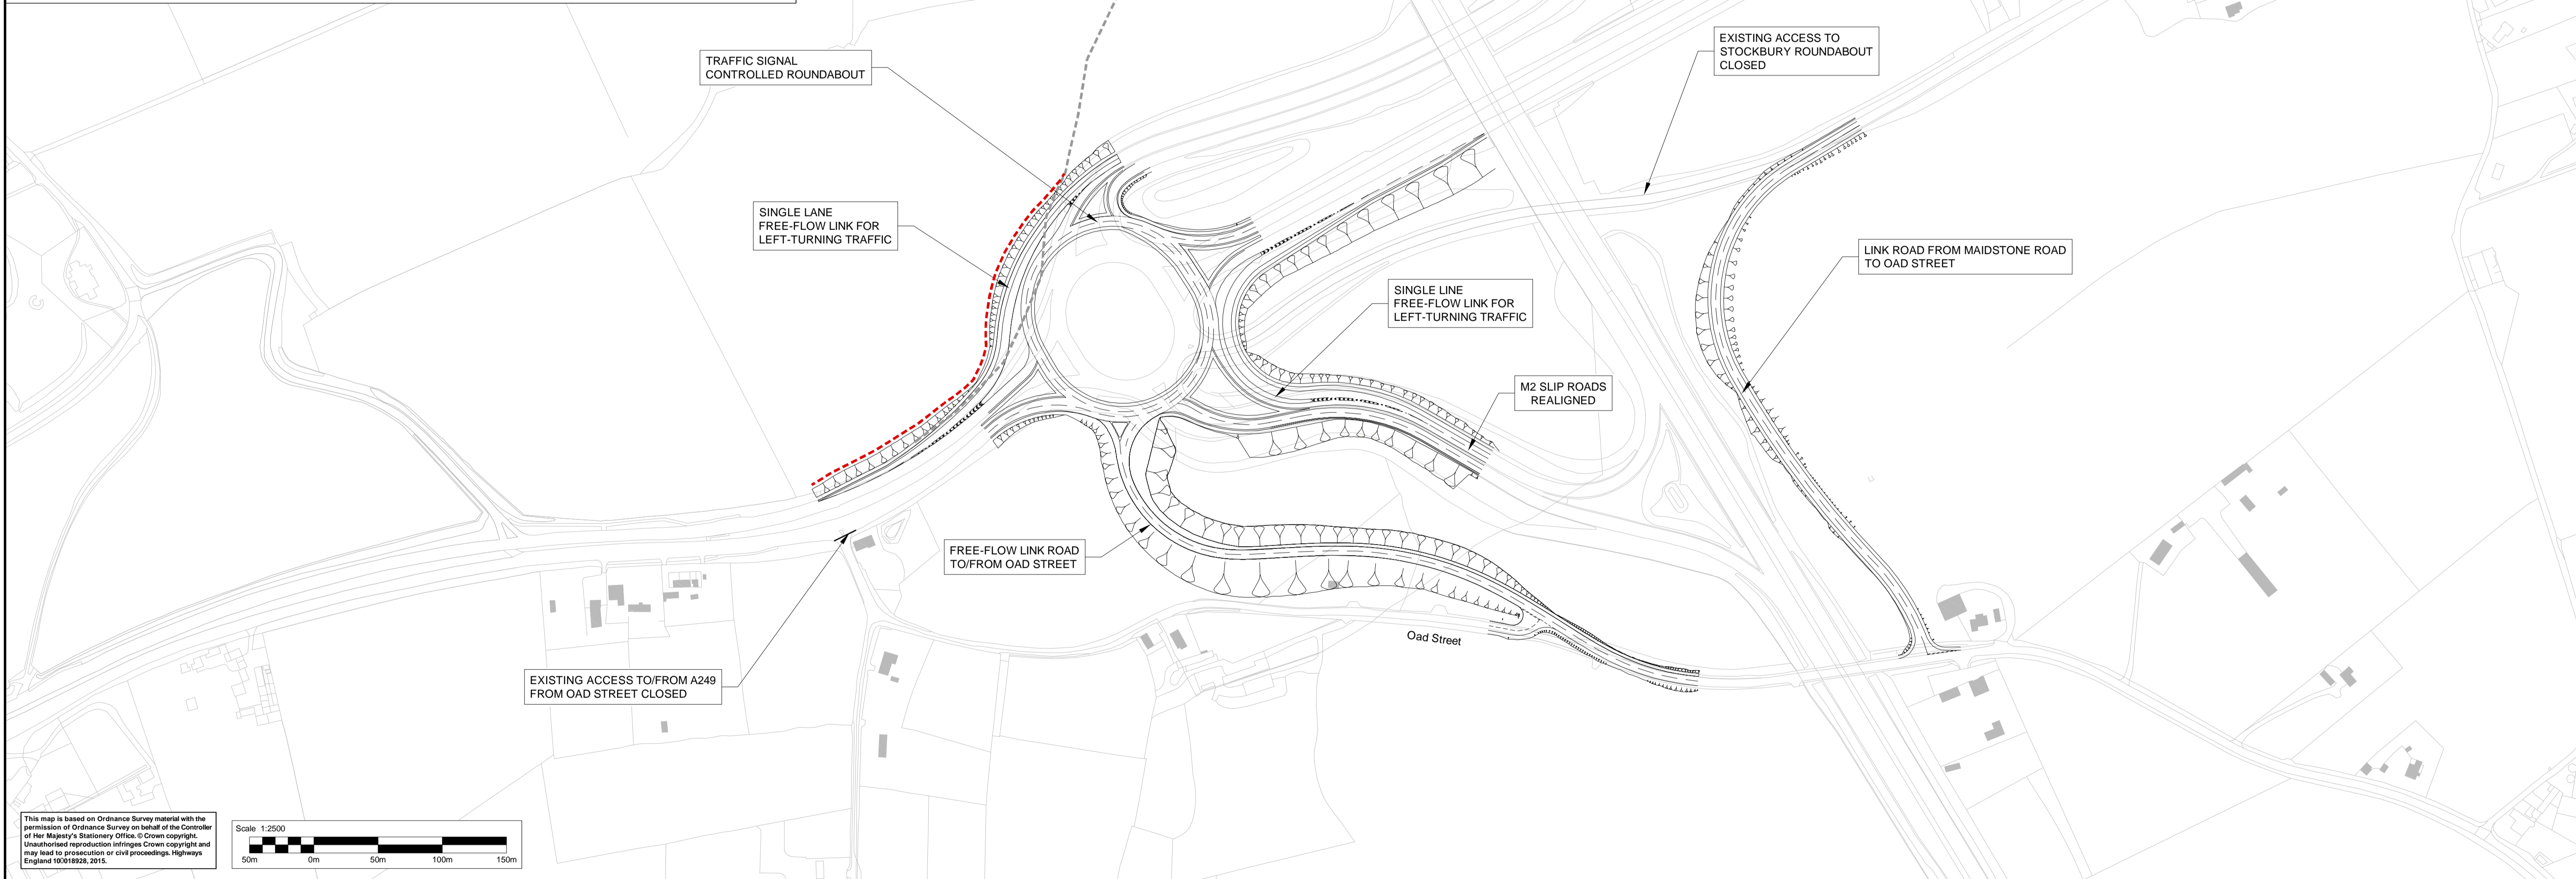 EXISTING ACCESS TO
STOCKBURY ROUNDABOUT
CLOSED
TRAFFIC SIGNAL
CONTROLLED ROUNDABOUT
SINGLE LANE
FREE-FLOW LINK FOR
LEFT-TURNING TRAFFIC
LINK ROAD FROM MAIDSTONE ROAD
TO OAD STREET
SINGLE LINE
FREE-FLOW LINK FOR
LEFT-TURNING TRAFFIC
M2 SLIP ROADS
REALIGNED
FREE-FLOW LINK ROAD
TO/FROM OAD STREET
Oad Street
EXISTING ACCESS TO/FROM A249
FROM OAD STREET CLOSED
This map is based on Ordnance Survey material with the
permission of Ordnance Survey on behalf of the Controller
of Her Majesty's Stationery Office. © Crown copyright.
Unauthorised reproduction infringes Crown copyright and
may lead to prosecution or civil proceedings. Highways
England 100018928, 2015.
Scale 1:2500
50m 0m 50m 100m 150m